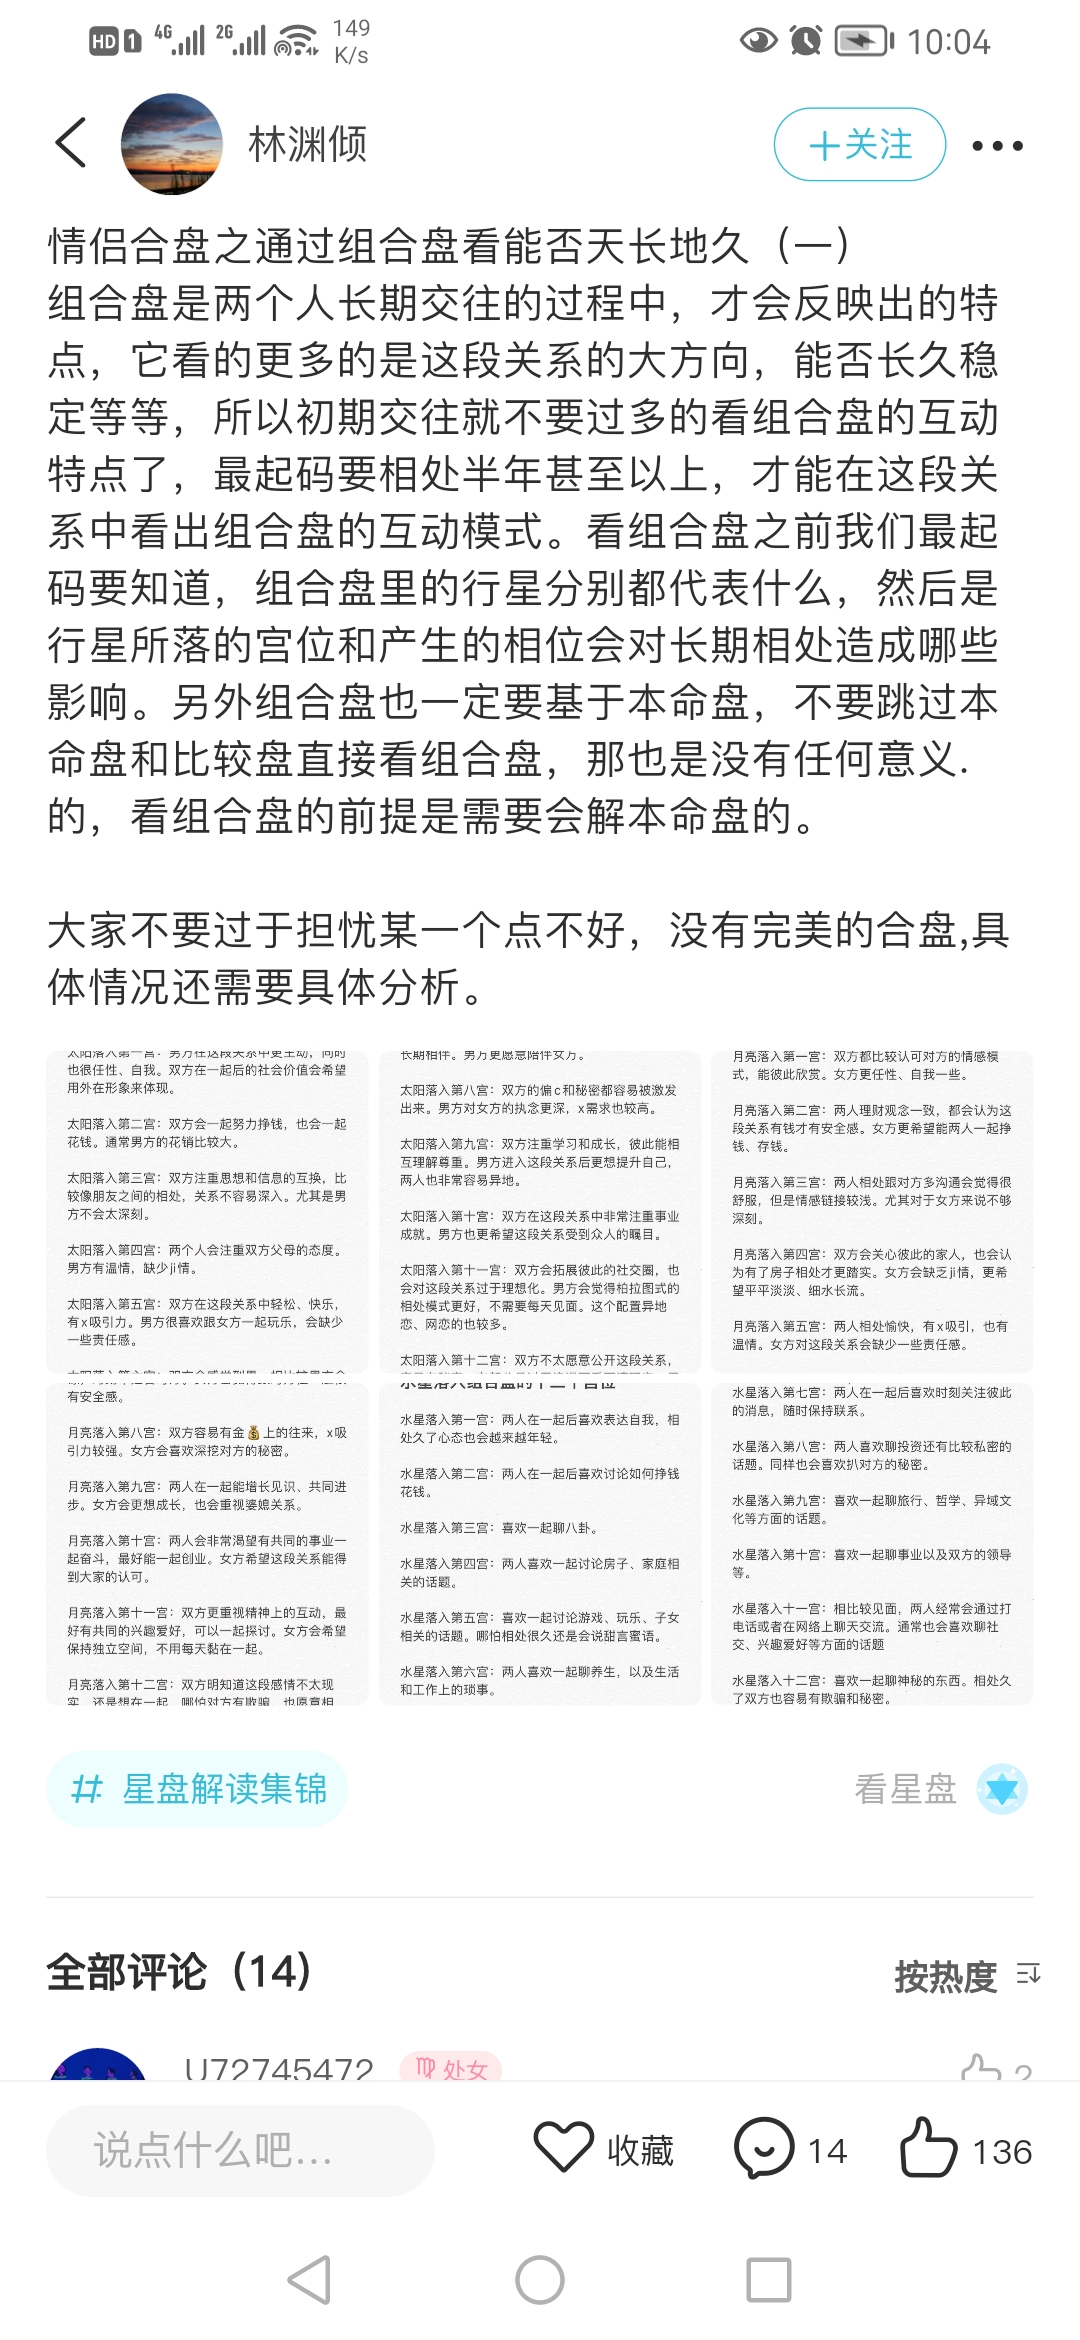 HD 1 4G 2G 149 K/s 10:04
林渊倾
+关注
情侣合盘之通过组合盘看能否天长地久（一）
组合盘是两个人长期交往的过程中，才会反映出的特
点，它看的更多的是这段关系的大方向，能否长久稳
定等等，所以初期交往就不要过多的看组合盘的互动
特点了，最起码要相处半年甚至以上，才能在这段关
系中看出组合盘的互动模式。看组合盘之前我们最起
码要知道，组合盘里的行星分别都代表什么，然后是
行星所落的宫位和产生的相位会对长期相处造成哪些
影响。另外组合盘也一定要基于本命盘，不要跳过本
命盘和比较盘直接看组合盘，那也是没有任何意义.
的，看组合盘的前提是需要会解本命盘的。
大家不要过于担忧某一个点不好，没有完美的合盘,具
体情况还需要具体分析。
太阳落入第一宫：男方在这段关系中更主动，同时
也很任性、自我。双方在一起后的社会价值会希望
用外在形象来体现。
太阳落入第二宫：双方会一起努力挣钱，也会一起
花钱。通常男方的花销比较大。
太阳落入第三宫：双方注重思想和信息的互换，比
较像朋友之间的相处，关系不容易深入。尤其是男
方不会太深刻。
太阳落入第四宫：两个人会注重双方父母的态度。
男方有温情，缺少ji情。
太阳落入第五宫：双方在这段关系中轻松、快乐，
有x吸引力。男方很喜欢跟女方一起玩乐，会缺少
一些责任感。
长期相伴。男方更愿意陪伴女方。
太阳落入第八宫：双方的偏c和秘密都容易被激发
出来。男方对女方的执念更深，x需求也较高。
太阳落入第九宫：双方注重学习和成长，彼此能相
互理解尊重。男方进入这段关系后更想提升自己，
两人也非常容易异地。
太阳落入第十宫：双方在这段关系中非常注重事业
成就。男方也更希望这段关系受到众人的瞩目。
太阳落入第十一宫：双方会拓展彼此的社交圈，也
会对这段关系过于理想化。男方会觉得柏拉图式的
相处模式更好，不需要每天见面。这个配置异地
恋、网恋的也较多。
太阳落入第十二宫：双方不太愿意公开这段关系，
月亮落入第一宫：双方都比较认可对方的情感模
式，能彼此欣赏。女方更任性、自我一些。
月亮落入第二宫：两人理财观念一致，都会认为这
段关系有钱才有安全感。女方更希望能两人一起挣
钱、存钱。
月亮落入第三宫：两人相处跟对方多沟通会觉得很
舒服，但是情感链接较浅。尤其对于女方来说不够
深刻。
月亮落入第四宫：双方会关心彼此的家人，也会认
为有了房子相处才更踏实。女方会缺乏ji情，更希
望平平淡淡、细水长流。
月亮落入第五宫：两人相处愉快，有x吸引，也有
温情。女方对这段关系会缺少一些责任感。
有安全感。
月亮落入第八宫：双方容易有金💰上的往来，x吸
引力较强。女方会喜欢深挖对方的秘密。
月亮落入第九宫：两人在一起能增长见识、共同进
步。女方会更想成长，也会重视婆媳关系。
月亮落入第十宫：两人会非常渴望有共同的事业一
起奋斗，最好能一起创业。女方希望这段关系能得
到大家的认可。
月亮落入第十一宫：双方更重视精神上的互动，最
好有共同的兴趣爱好，可以一起探讨。女方会希望
保持独立空间，不用每天黏在一起。
月亮落入第十二宫：双方明知道这段感情不太现
实，还是想在一起，哪怕对方有欺骗，也愿意相
水星落入组合盘的十二个宫位
水星落入第一宫：两人在一起后喜欢表达自我，相
处久了心态也会越来越年轻。
水星落入第二宫：两人在一起后喜欢讨论如何挣钱
花钱。
水星落入第三宫：喜欢一起聊八卦。
水星落入第四宫：两人喜欢一起讨论房子、家庭相
关的话题。
水星落入第五宫：喜欢一起讨论游戏、玩乐、子女
相关的话题。哪怕相处很久还是会说甜言蜜语。
水星落入第六宫：两人喜欢一起聊养生，以及生活
和工作上的琐事。
水星落入第七宫：两人在一起后喜欢时刻关注彼此
的消息，随时保持联系。
水星落入第八宫：两人喜欢聊投资还有比较私密的
话题。同样也会喜欢扒对方的秘密。
水星落入第九宫：喜欢一起聊旅行、哲学、异域文
化等方面的话题。
水星落入第十宫：喜欢一起聊事业以及双方的领导
等。
水星落入十一宫：相比较见面，两人经常会通过打
电话或者在网络上聊天交流。通常也会喜欢聊社
交、兴趣爱好等方面的话题
水星落入十二宫：喜欢一起聊神秘的东西。相处久
了双方也容易有欺骗和秘密。
# 星盘解读集锦
看星盘
全部评论（14）
按热度
U72745472
♍ 处女
2
说点什么吧...
收藏
14
136